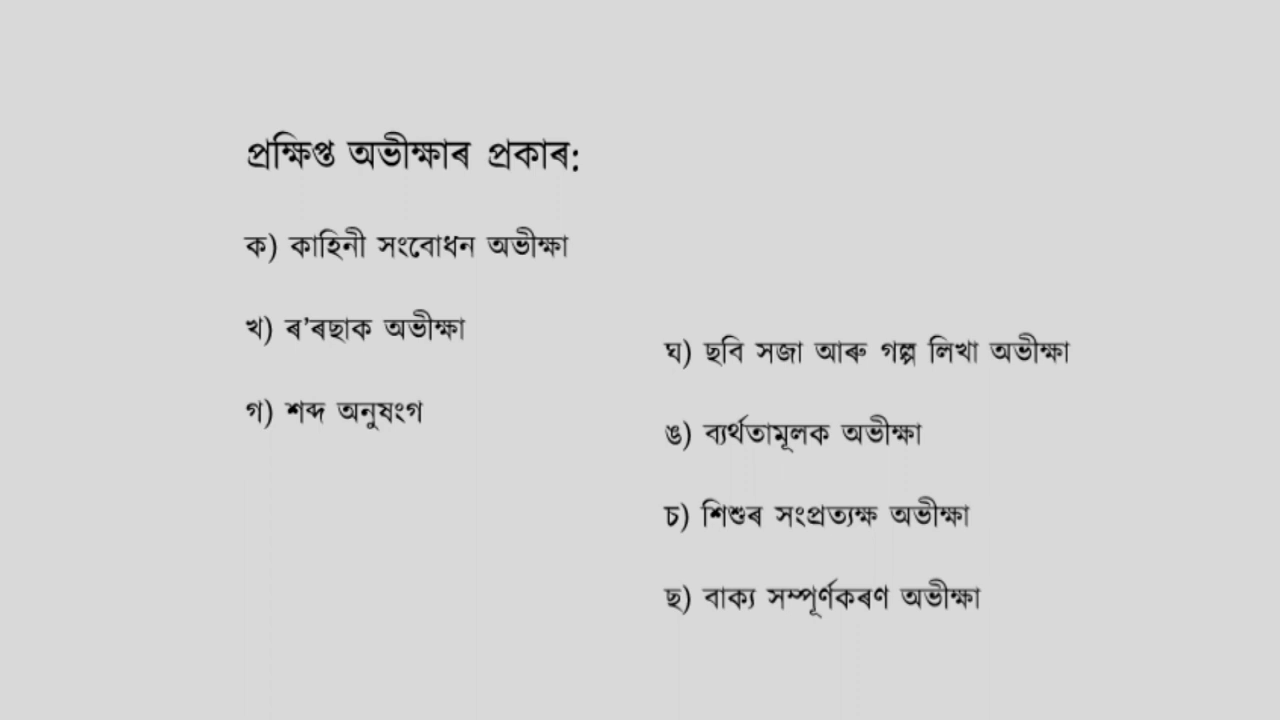 প্ৰক্ষিপ্ত অভীক্ষাৰ প্ৰকাৰ:
ক) কাহিনী সংবোধন অভীক্ষা
খ) ৰ’ৰছাক অভীক্ষা
গ) শব্দ অনুষংগ
ঘ) ছবি সজা আৰু গল্প লিখা অভীক্ষা
ঙ) ব্যৰ্থতামূলক অভীক্ষা
চ) শিশুৰ সংপ্ৰত্যক্ষ অভীক্ষা
ছ) বাক্য সম্পূৰ্ণকৰণ অভীক্ষা